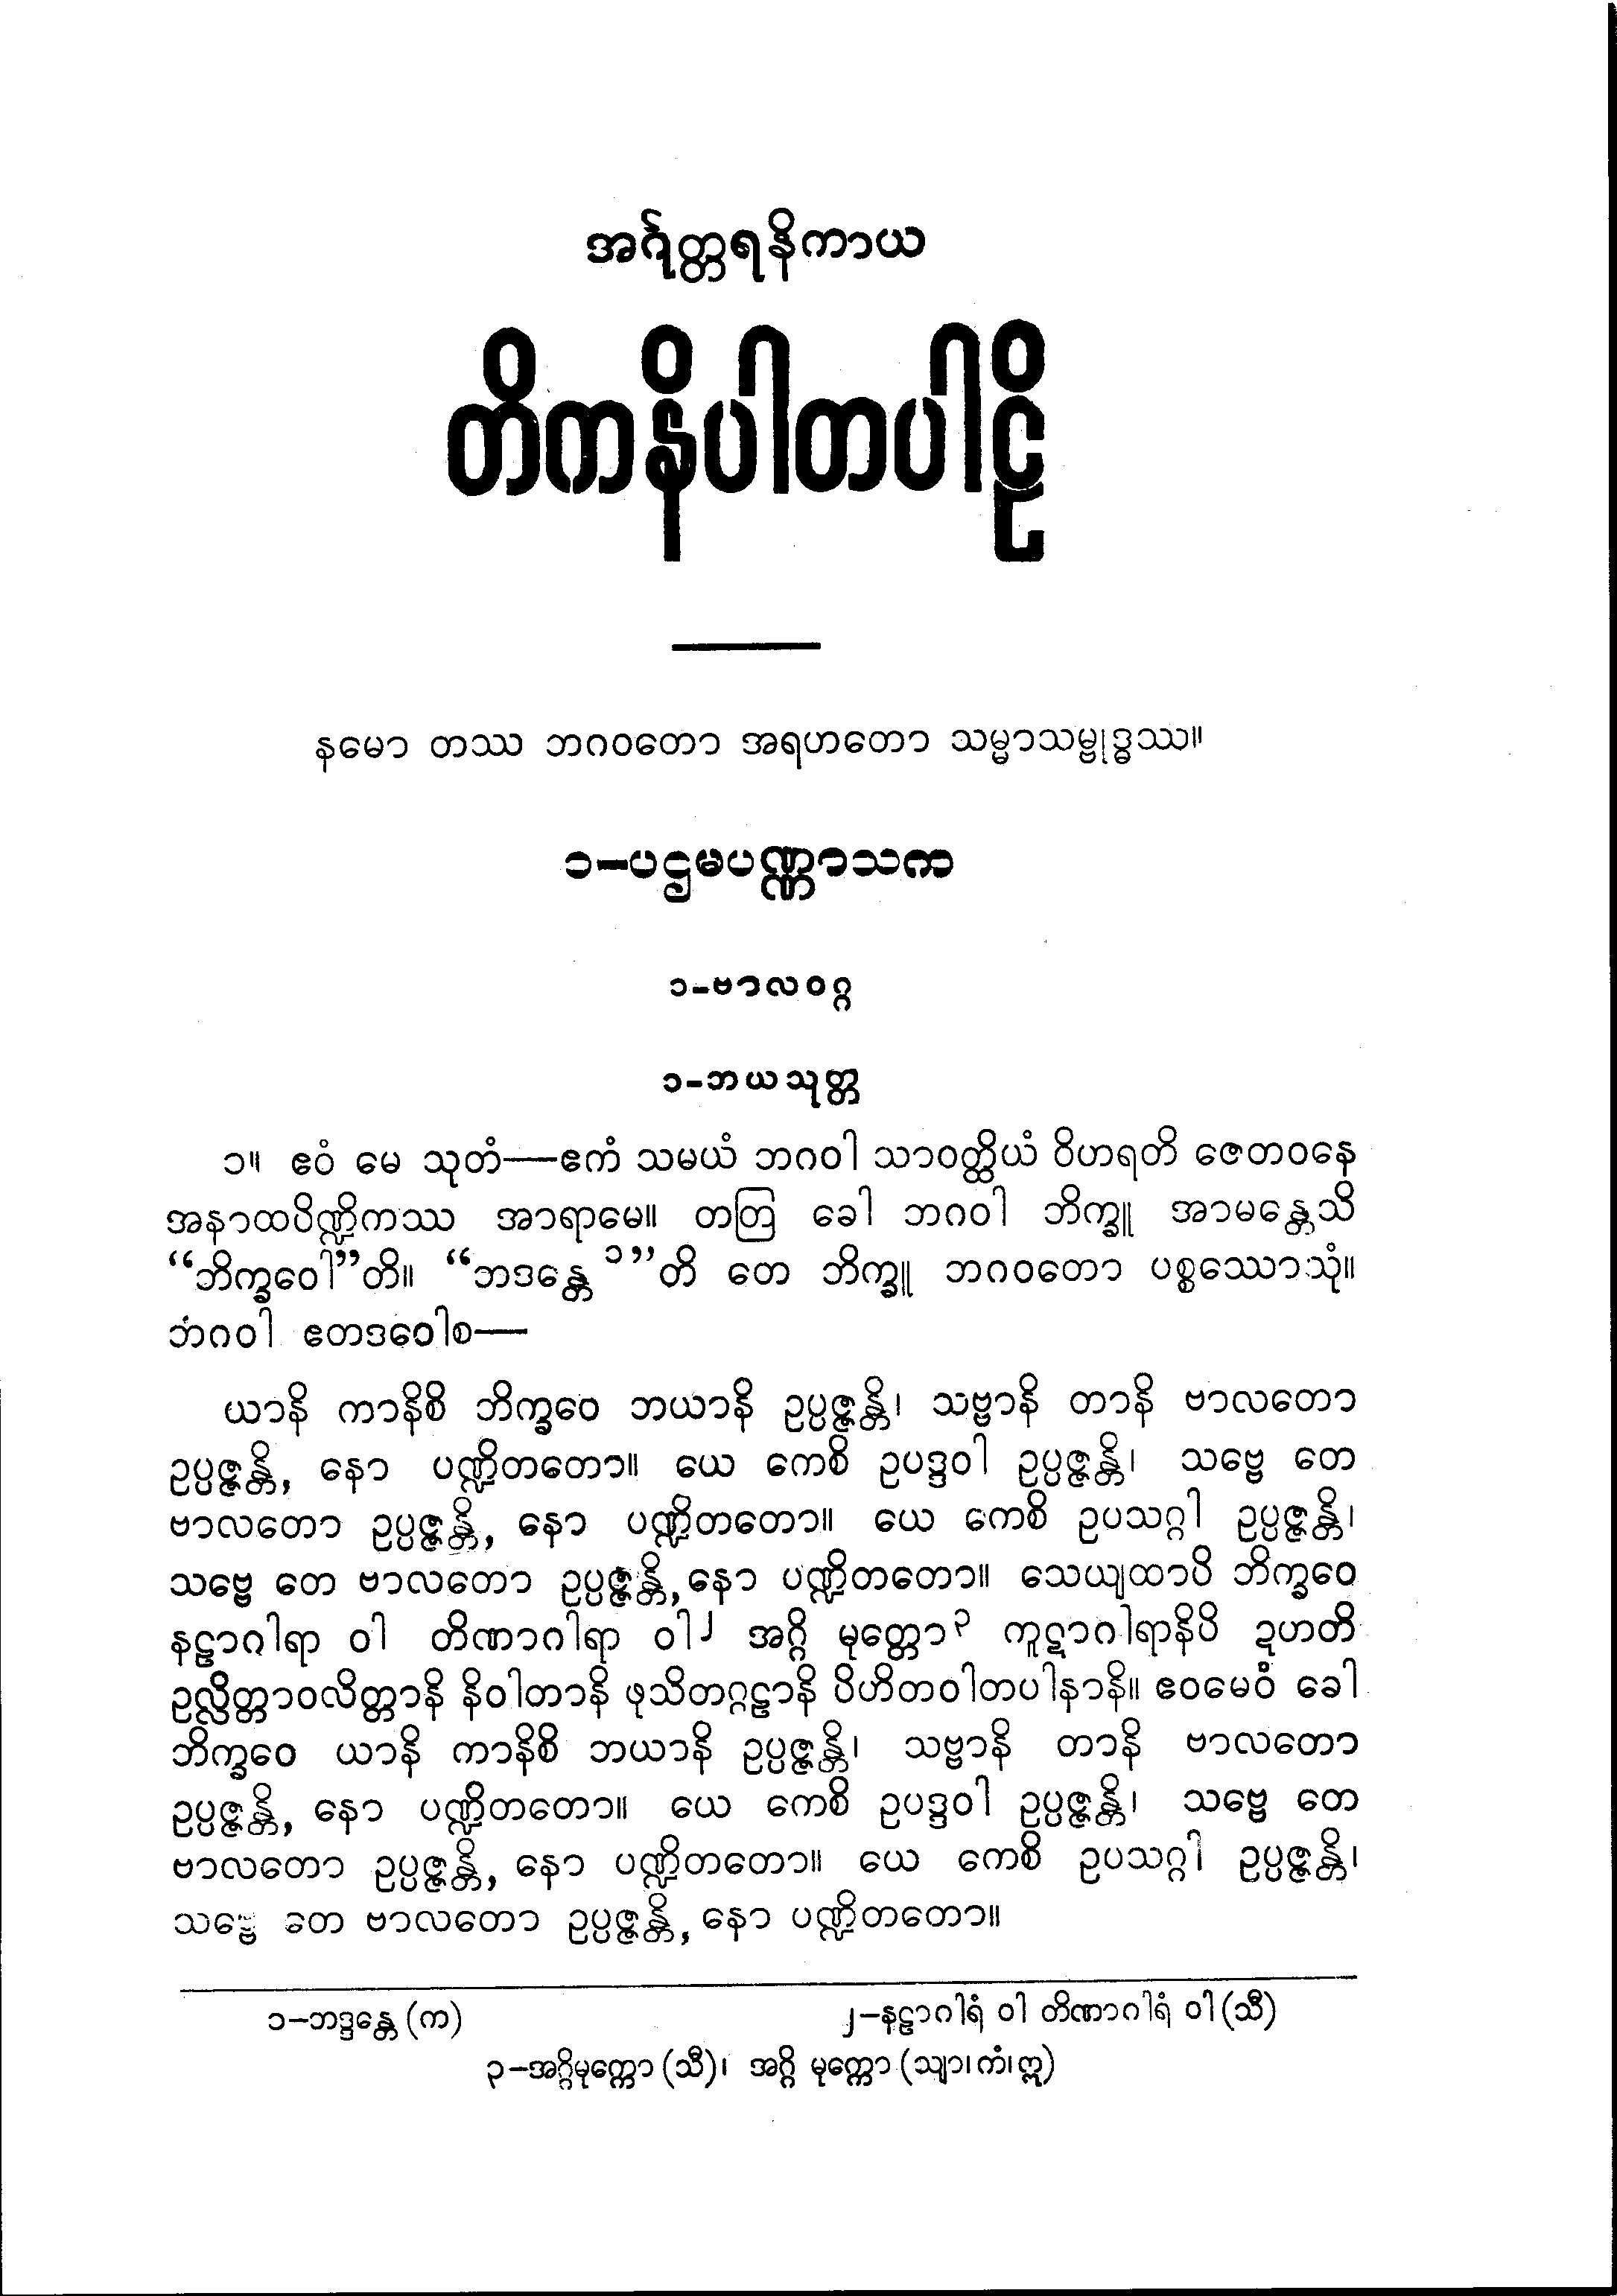 အင်္ဂုတ္တရနိကာယ
တိကနိပါတပါဠိ
နမော တဿ ဘဂဝတော အရဟတော သမ္မာသမ္ဗုဒ္ဓဿ။
၁–ပဌမပဏ္ဏာသက
၁–ဗာလဝဂ္ဂ
၁–ဘယသုတ္တ
၁။ ဧဝံ မေ သုတံ—ဧကံ သမယံ ဘဂဝါ သာဝတ္ထိယံ ဝိဟရတိ ဇေတဝနေ
အနာထပိဏ္ဍိကဿ အာရာမေ။ တတြ ခေါ ဘဂဝါ ဘိက္ခူ အာမန္တေသိ
“ဘိက္ခဝေါ”တိ။ “ဘဒန္တေ ၁”တိ တေ ဘိက္ခူ ဘဂဝတော ပစ္စဿောသုံ။
ဘဂဝါ ဧတဒဝေါစ—
ယာနိ ကာနိစိ ဘိက္ခဝေ ဘယာနိ ဥပ္ပဇ္ဇန္တိ၊ သဗ္ဗာနိ တာနိ ဗာလတော
ဥပ္ပဇ္ဇန္တိ, နော ပဏ္ဍိတတော။ ယေ ကေစိ ဥပဒ္ဒဝါ ဥပ္ပဇ္ဇန္တိ၊ သဗ္ဗေ တေ
ဗာလတော ဥပ္ပဇ္ဇန္တိ, နော ပဏ္ဍိတတော။ ယေ ကေစိ ဥပသဂ္ဂါ ဥပ္ပဇ္ဇန္တိ၊
သဗ္ဗေ တေ ဗာလတော ဥပ္ပဇ္ဇန္တိ, နော ပဏ္ဍိတတော။ သေယျထာပိ ဘိက္ခဝေ
နဠာဂါရာ ဝါ တိဏာဂါရာ ဝါ၂ အဂ္ဂိ မုတ္တော၃ ကူဋာဂါရာနိပိ ဍဟတိ
ဥလ္လိတ္တာဝလိတ္တာနိ နိဝါတာနိ ဖုသိတဂ္ဂဠာနိ ပိဟိတဝါတပါနာနိ။ ဧဝမေဝံ ခေါ
ဘိက္ခဝေ ယာနိ ကာနိစိ ဘယာနိ ဥပ္ပဇ္ဇန္တိ၊ သဗ္ဗာနိ တာနိ ဗာလတော
ဥပ္ပဇ္ဇန္တိ, နော ပဏ္ဍိတတော။ ယေ ကေစိ ဥပဒ္ဒဝါ ဥပ္ပဇ္ဇန္တိ၊ သဗ္ဗေ တေ
ဗာလတော ဥပ္ပဇ္ဇန္တိ, နော ပဏ္ဍိတတော။ ယေ ကေစိ ဥပသဂ္ဂါ ဥပ္ပဇ္ဇန္တိ၊
သဗ္ဗေ တေ ဗာလတော ဥပ္ပဇ္ဇန္တိ, နော ပဏ္ဍိတတော။
၁–ဘဒ္ဒန္တေ (က) ၂–နဠာဂါရံ ဝါ တိဏာဂါရံ ဝါ (သီ)
၃–အဂ္ဂိမုက္ကော (သီ)၊ အဂ္ဂိ မုက္ကော (သျာ၊ ကံ၊ ဣ)